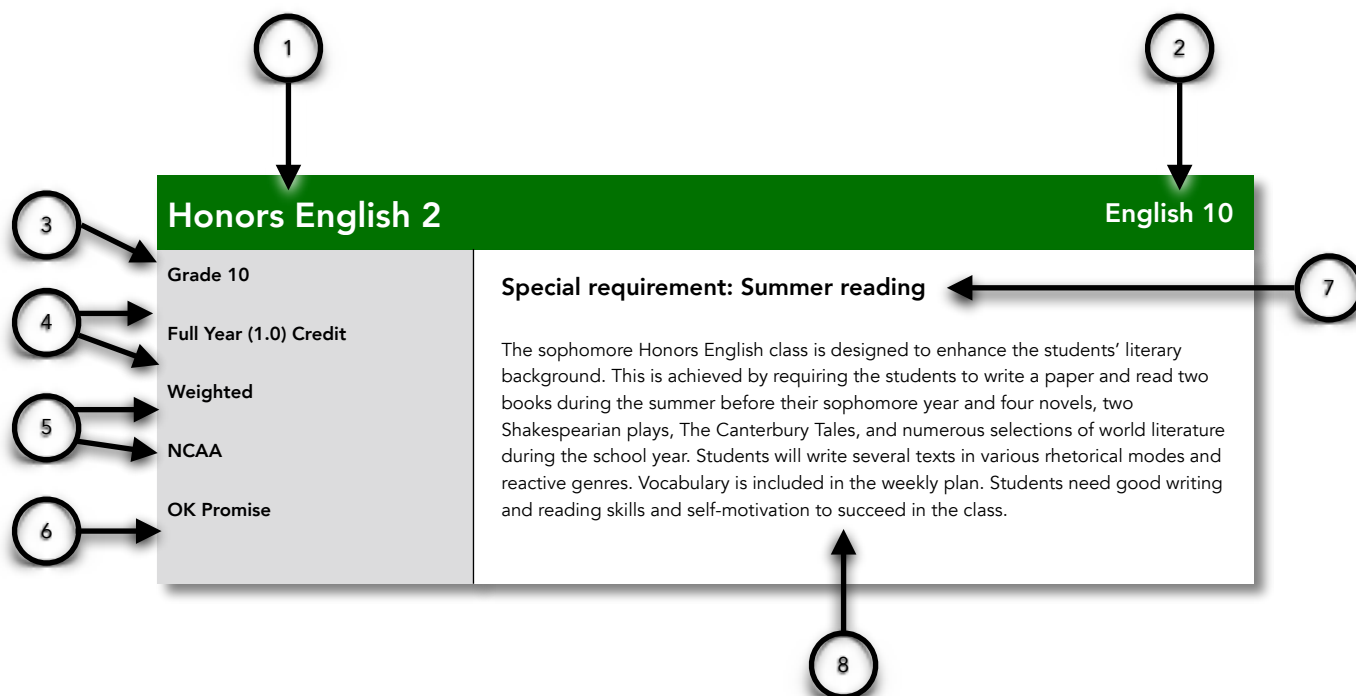 1
2
Honors English 2
English 10
3
Grade 10
4
Full Year (1.0) Credit
5
Weighted
NCAA
6
OK Promise
Special requirement: Summer reading
7
The sophomore Honors English class is designed to enhance the students’ literary
background. This is achieved by requiring the students to write a paper and read two
books during the summer before their sophomore year and four novels, two
Shakespearian plays, The Canterbury Tales, and numerous selections of world literature
during the school year. Students will write several texts in various rhetorical modes and
reactive genres. Vocabulary is included in the weekly plan. Students need good writing
and reading skills and self-motivation to succeed in the class.
8